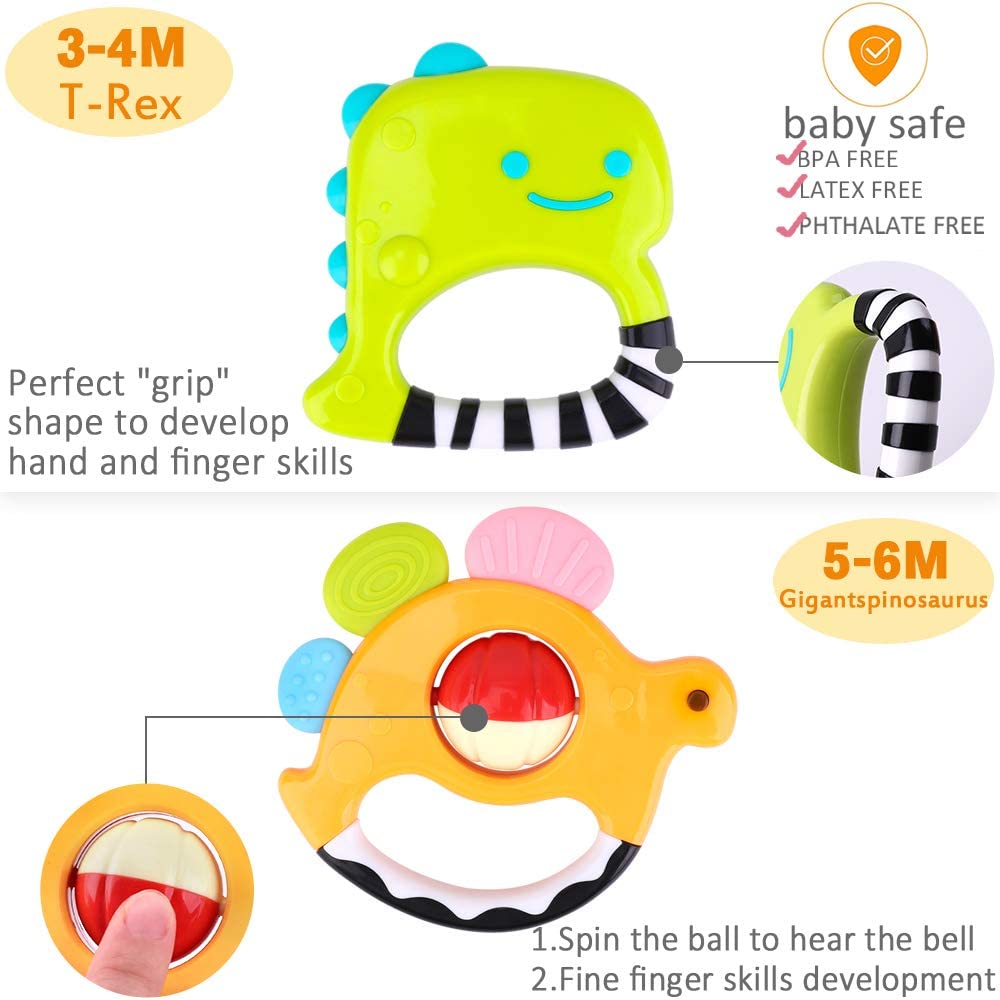 3-4M
T-Rex
baby safe
BPA FREE
LATEX FREE
PHTHALATE FREE
Perfect "grip"
shape to develop
hand and finger skills
5-6M
Gigantspinosaurus
1.Spin the ball to hear the bell
2.Fine finger skills development